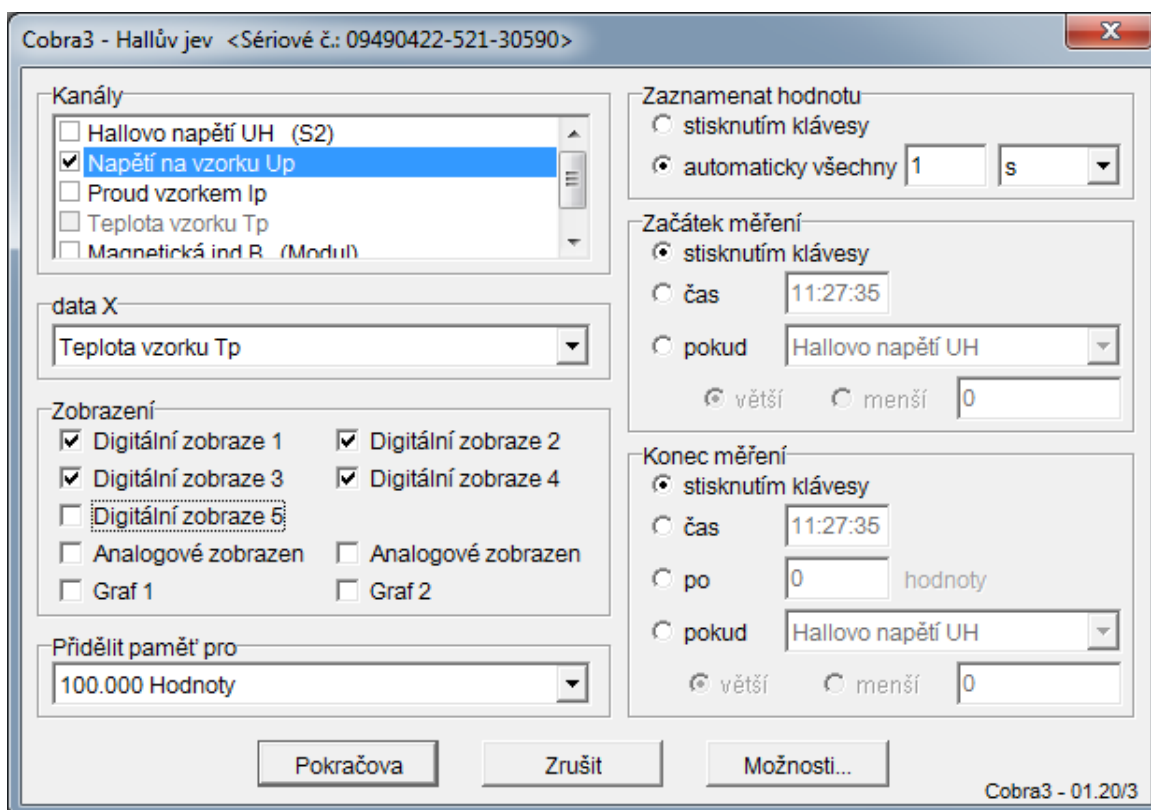 Cobra3 - Hallův jev <Sériové č.: 09490422-521-30590>
Kanály
Hallovo napětí UH (S2)
Napětí na vzorku Up
Proud vzorkem Ip
Teplota vzorku Tp
Magnetická ind B (Modul)
data X
Teplota vzorku Tp
Zobrazení
Digitální zobraze 1 Digitální zobraze 2
Digitální zobraze 3 Digitální zobraze 4
Digitální zobraze 5
Analogové zobrazen Analogové zobrazen
Graf 1 Graf 2
Přidělit paměť pro
100.000 Hodnoty
Zaznamenat hodnotu
stisknutím klávesy
automaticky všechny 1 s
Začátek měření
stisknutím klávesy
čas 11:27:35
pokud Hallovo napětí UH
větší menší 0
Konec měření
stisknutím klávesy
čas 11:27:35
po 0 hodnoty
pokud Hallovo napětí UH
větší menší 0
Pokračova Zrušit Možnosti...
Cobra3 - 01.20/3